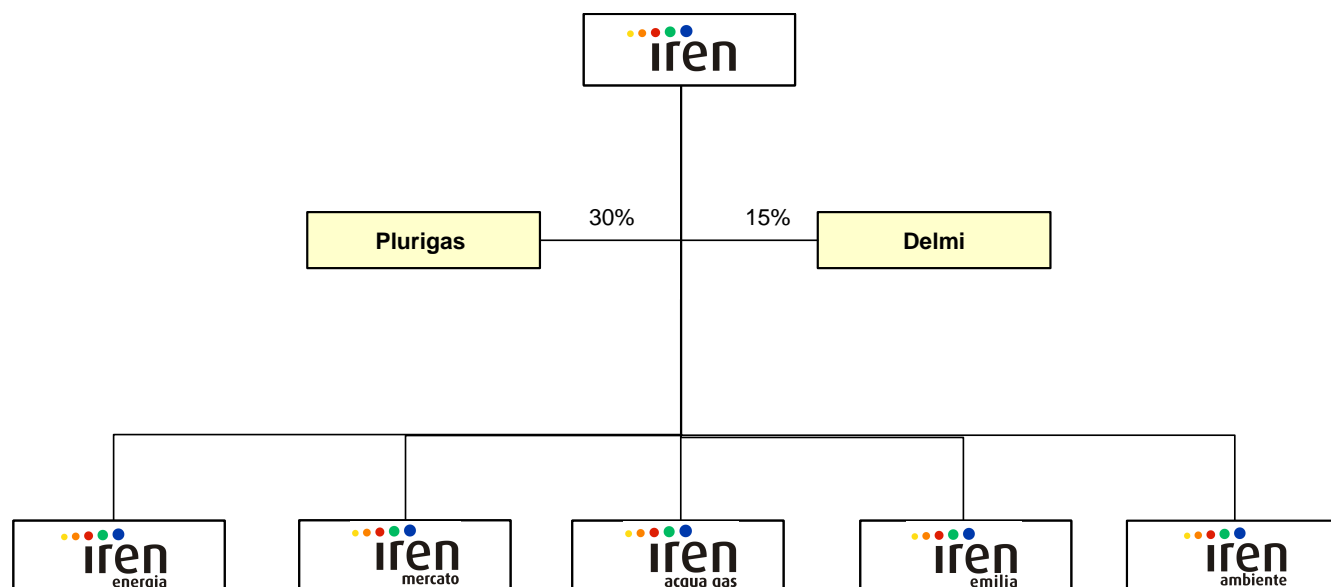 iren
30%
15%
Plurigas
Delmi
iren
energia
iren
mercato
iren
acqua gas
iren
emilia
iren
ambiente